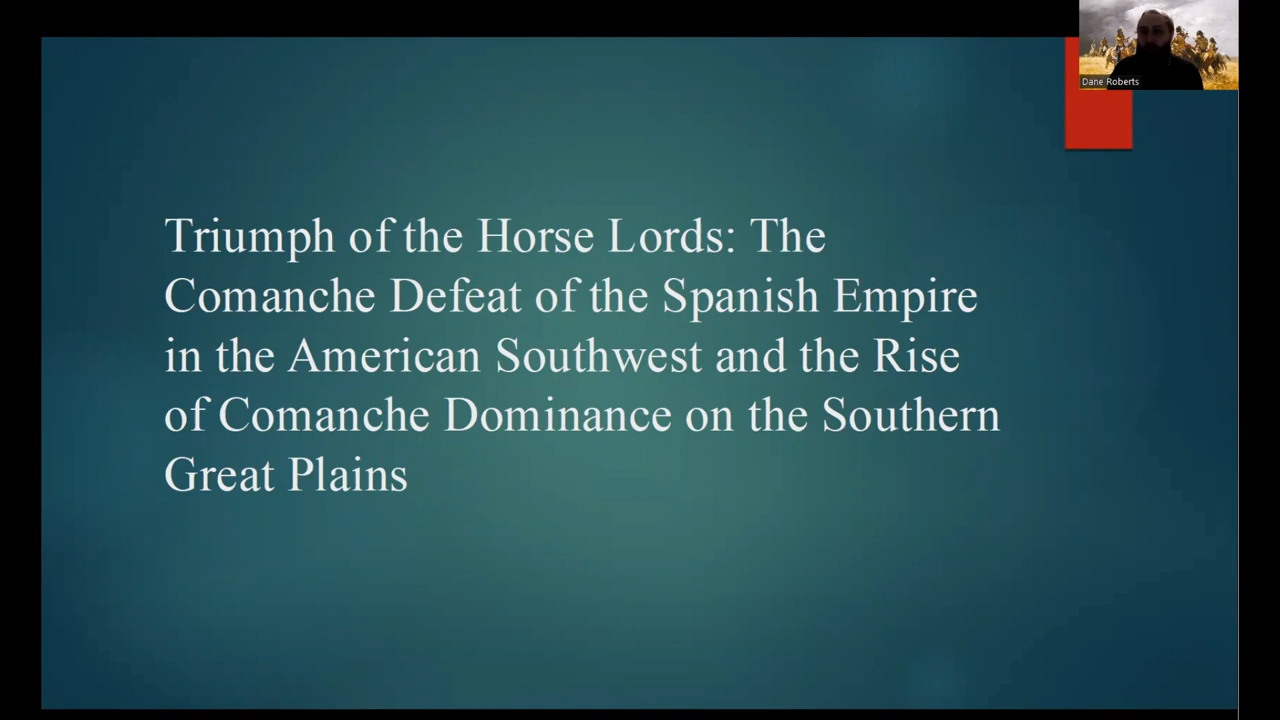 Dane Roberts
Triumph of the Horse Lords: The
Comanche Defeat of the Spanish Empire
in the American Southwest and the Rise
of Comanche Dominance on the Southern
Great Plains